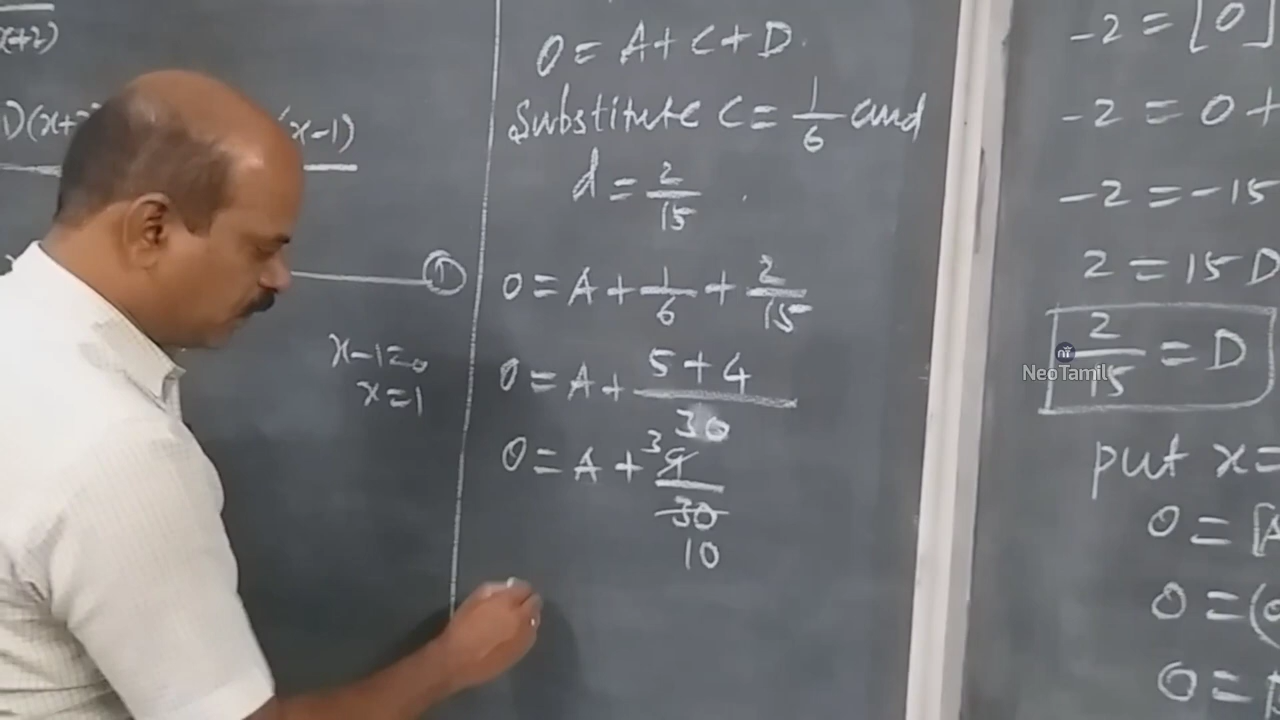 x+2)
D(x+
(x-1)
①
x-1=0
x=1
0 = A + C + D
Substitute C = 1/6 and
d = 2/15 .
0 = A + 1/6 + 2/15
0 = A + 5+4/30
0 = A + 3 9/30 10
-2 = [0]
-2 = 0 +
-2 = -15
2 = 15 D
2/15 = D
NeoTamil
put x =
0 = [A
0 = (
0 =